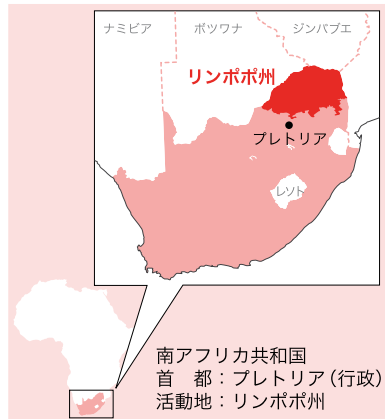 ナミビア
ボツワナ
ジンバブエ
リンポポ州
プレトリア
レソト
南アフリカ共和国
首　都：プレトリア（行政）
活動地：リンポポ州